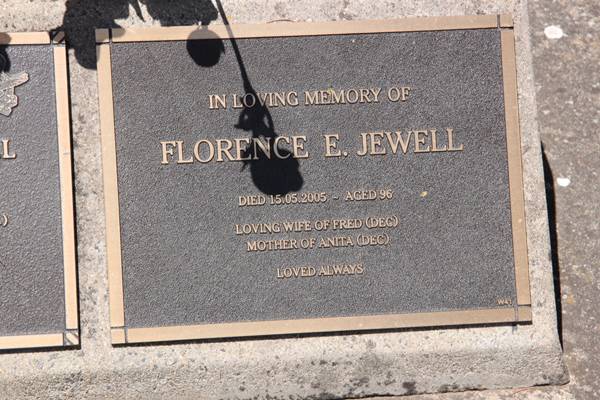 IN LOVING MEMORY OF
FLORENCE E. JEWELL
DIED 15.05.2005 - AGED 96
LOVING WIFE OF FRED (DEC)
MOTHER OF ANITA (DEC)
LOVED ALWAYS
W41
L
)